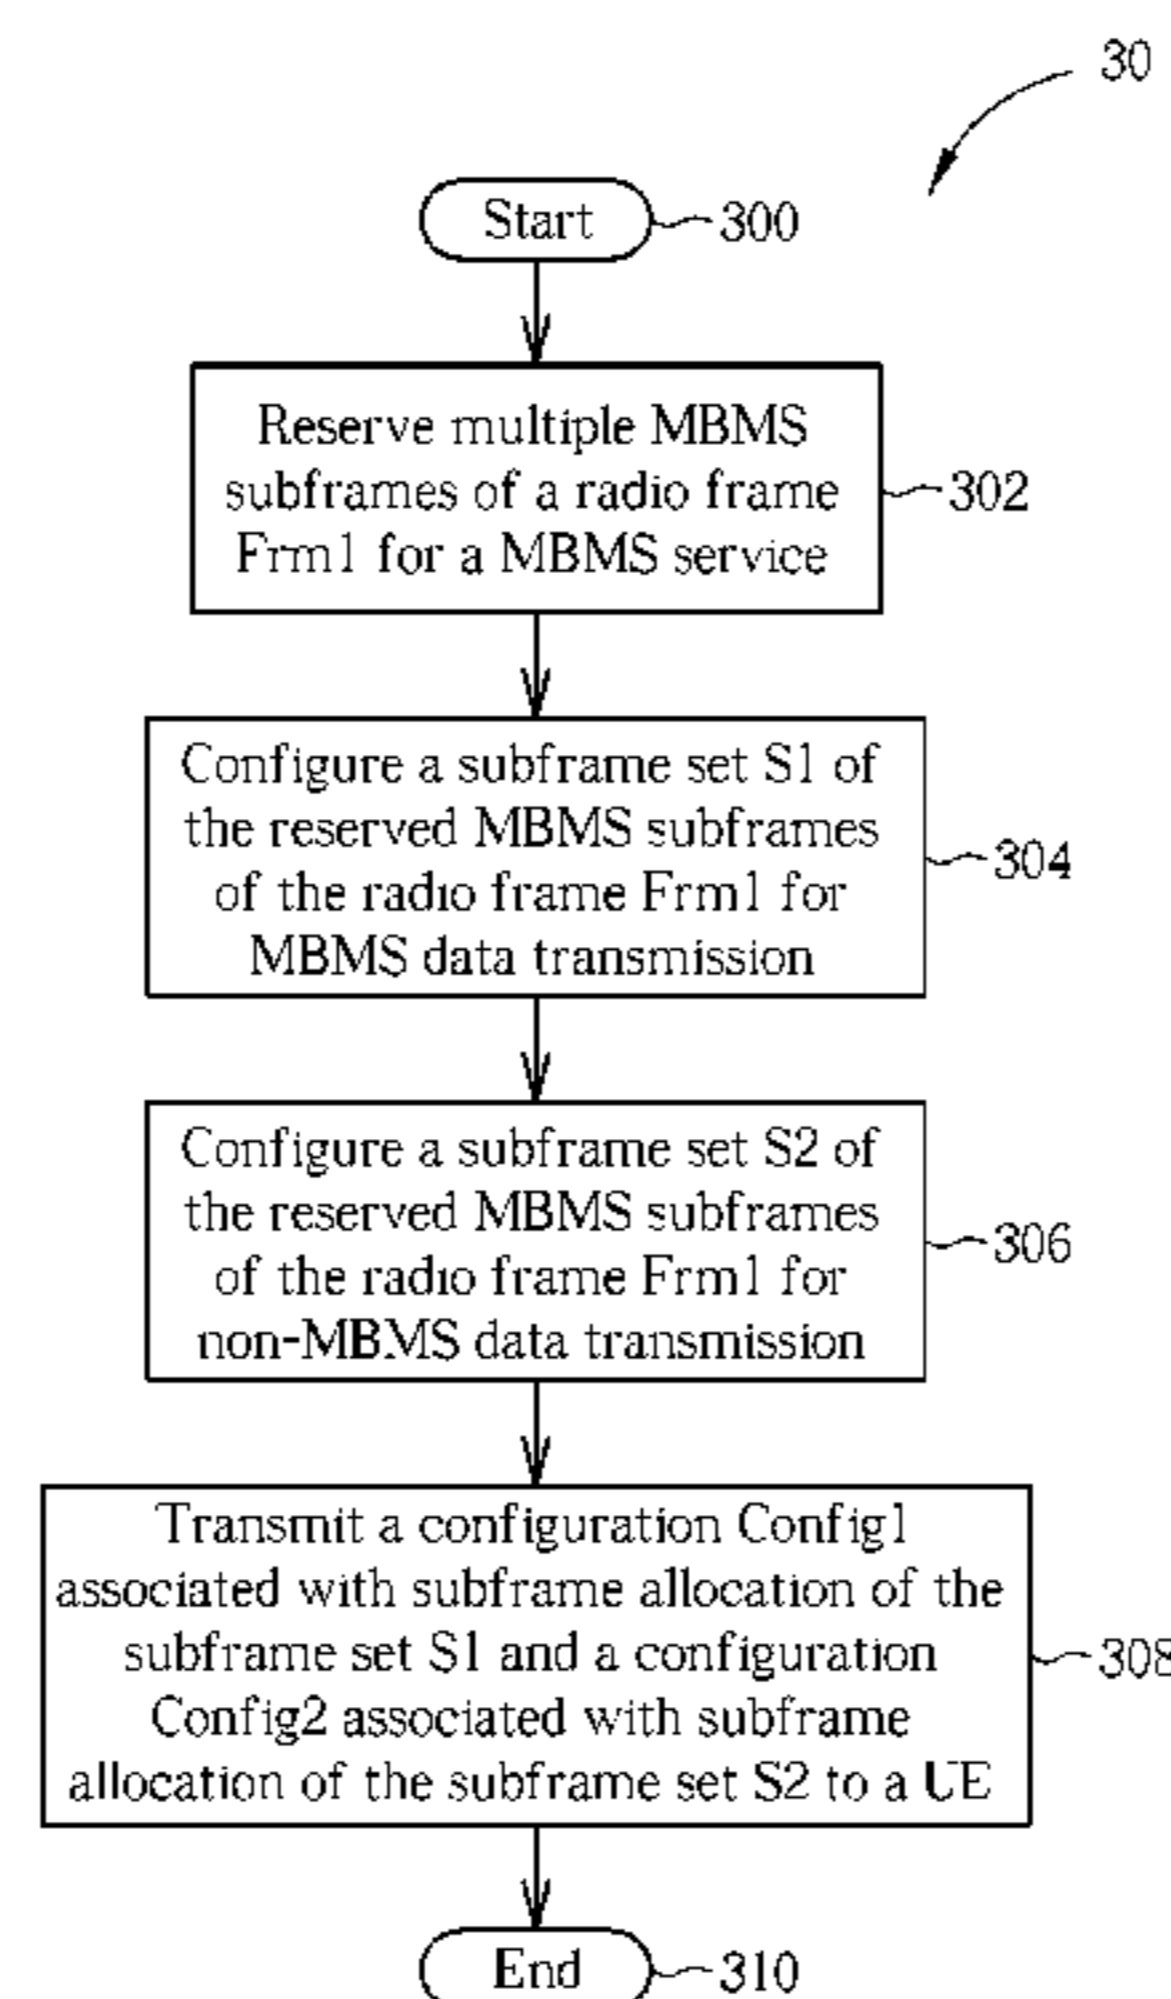 30
Start
300
Reserve multiple MBMS
subframes of a radio frame
Frm1 for a MBMS service
302
Configure a subframe set S1 of
the reserved MBMS subframes
of the radio frame Frm1 for
MBMS data transmission
304
Configure a subframe set S2 of
the reserved MBMS subframes
of the radio frame Frm1 for
non-MBMS data transmission
306
Transmit a configuration Config1
associated with subframe allocation of the
subframe set S1 and a configuration
Config2 associated with subframe
allocation of the subframe set S2 to a UE
308
End
310